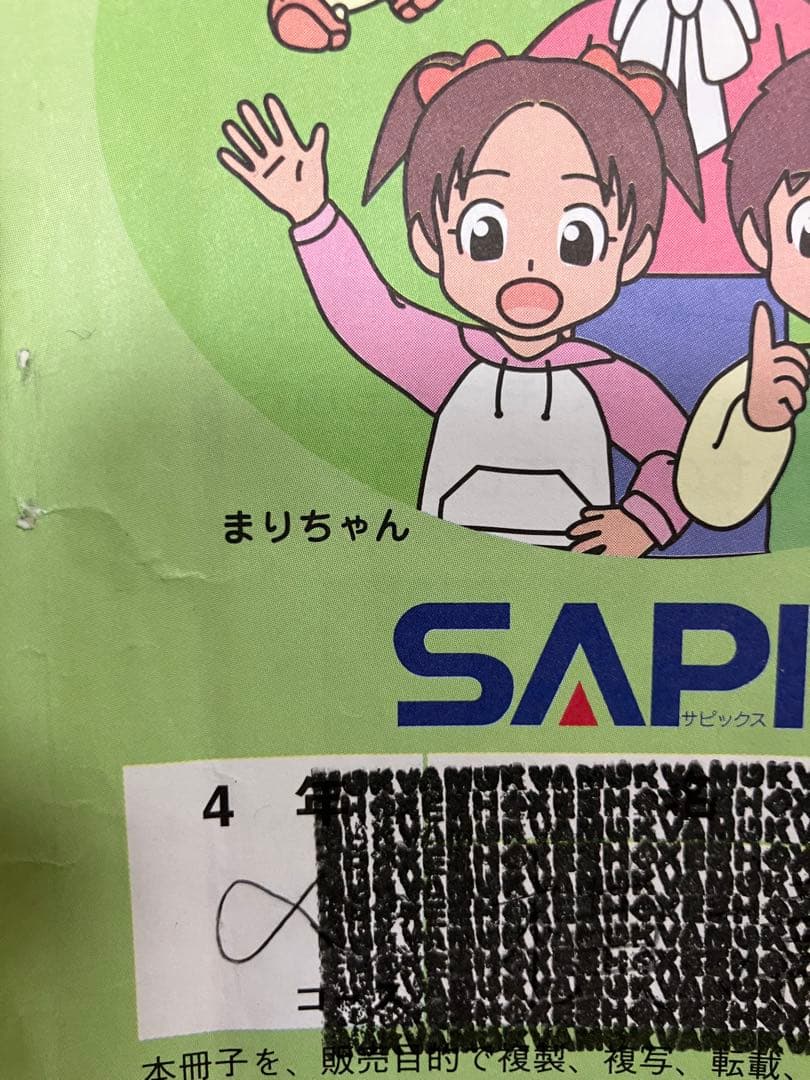 まりちゃん
SAPI
サピックス
4 年 名
α
コース
本冊子を、販売目的で複製、複写、転載、